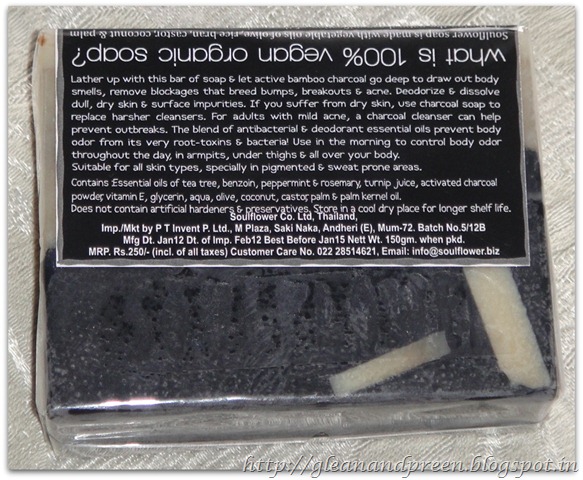 Soulflower soap is made with vegetable oils of olive, rice bran, castor, coconut & palm
what is 100% vegan organic soap?
Lather up with this bar of soap & let active bamboo charcoal go deep to draw out body
smells, remove blockages that breed bumps, breakouts & acne. Deodorize & dissolve
dull, dry skin & surface impurities. If you suffer from dry skin, use charcoal soap to
replace harsher cleansers. For adults with mild acne, a charcoal cleanser can help
prevent outbreaks. The blend of antibacterial & deodorant essential oils prevent body
odor from its very root-toxins & bacteria! Use in the morning to control body odor
throughout the day, in armpits, under thighs & all over your body.
Suitable for all skin types, specially in pigmented & sweat prone areas.
Contains :Essential oils of tea tree, benzoin, peppermint & rosemary, turnip juice, activated charcoal
powder, vitamin E, glycerin, aqua, olive, coconut, castor, palm & palm kernel oil.
Does not contain artificial hardeners & preservatives. Store in a cool dry place for longer shelf life.
Soulflower Co. Ltd, Thailand,
Imp./Mkt by P T Invent P. Ltd., M Plaza, Saki Naka, Andheri (E), Mum-72. Batch No.5/12B
Mfg Dt. Jan12 Dt. of Imp. Feb12 Best Before Jan15 Nett Wt. 150gm. when pkd.
MRP. Rs.250/- (incl. of all taxes) Customer Care No. 022 28514621, Email: info@soulflower.biz
http://gleanandpreen.blogspot.in